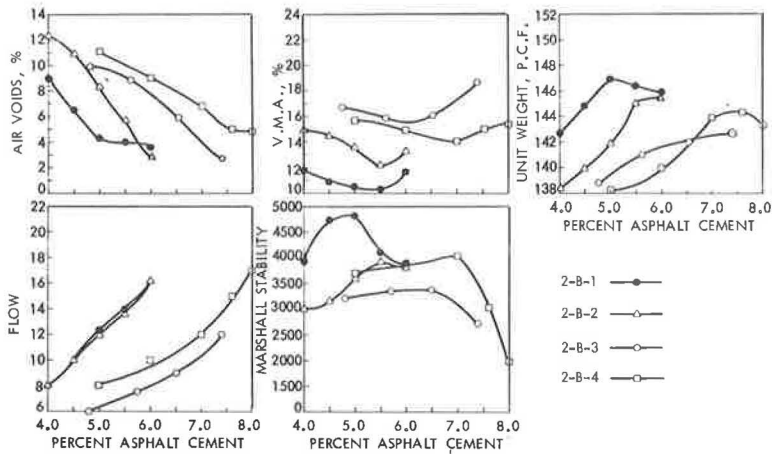 AIR VOIDS, %
14
12
10
8
6
4
2
0
V.M.A., %
24
22
20
18
16
14
12
10
UNIT WEIGHT, P.C.F.
152
150
148
146
144
142
140
138
4.0 5.0 6.0 7.0 8.0
PERCENT ASPHALT CEMENT
FLOW
22
20
18
16
14
12
10
8
6
4.0 5.0 6.0 7.0 8.0
PERCENT ASPHALT CEMENT
MARSHALL STABILITY
5000
4500
4000
3500
3000
2500
2000
1500
0
4.0 5.0 6.0 7.0 8.0
PERCENT ASPHALT CEMENT
2-B-1
2-B-2
2-B-3
2-B-4